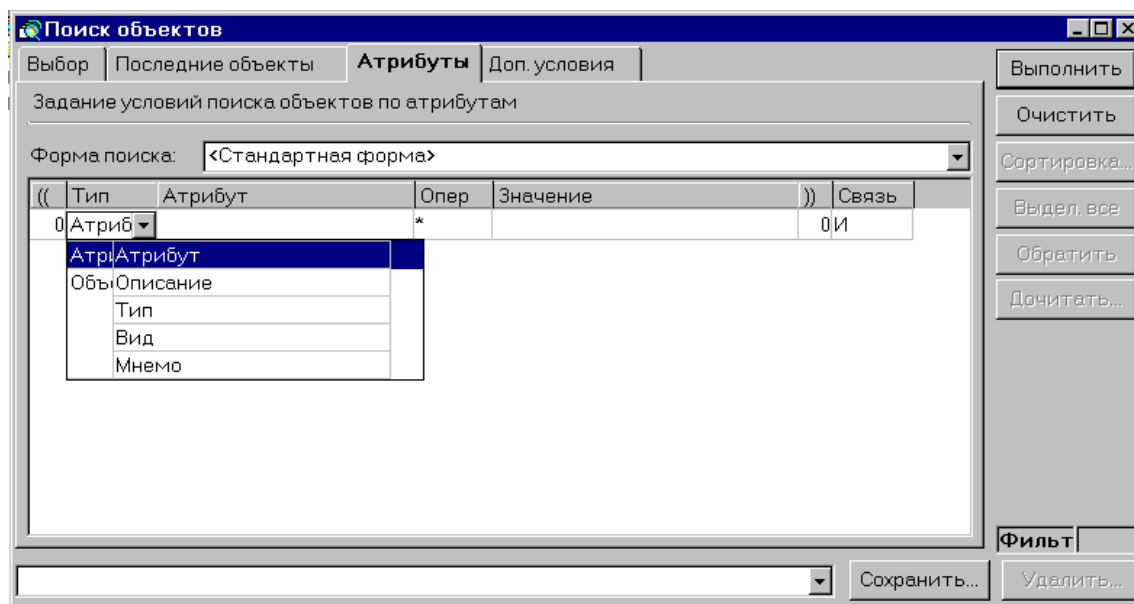 Поиск объектов
Выбор Последние объекты Атрибуты Доп. условия
Задание условий поиска объектов по атрибутам
Форма поиска: <Стандартная форма>
(( Тип Атрибут Опер Значение )) Связь
0 Атриб * 0 И
Атри Атрибут
Объ Описание
Тип
Вид
Мнемо
Выполнить
Очистить
Сортировка...
Выдел. все
Обратить
Дочитать...
Фильт
Сохранить... Удалить...